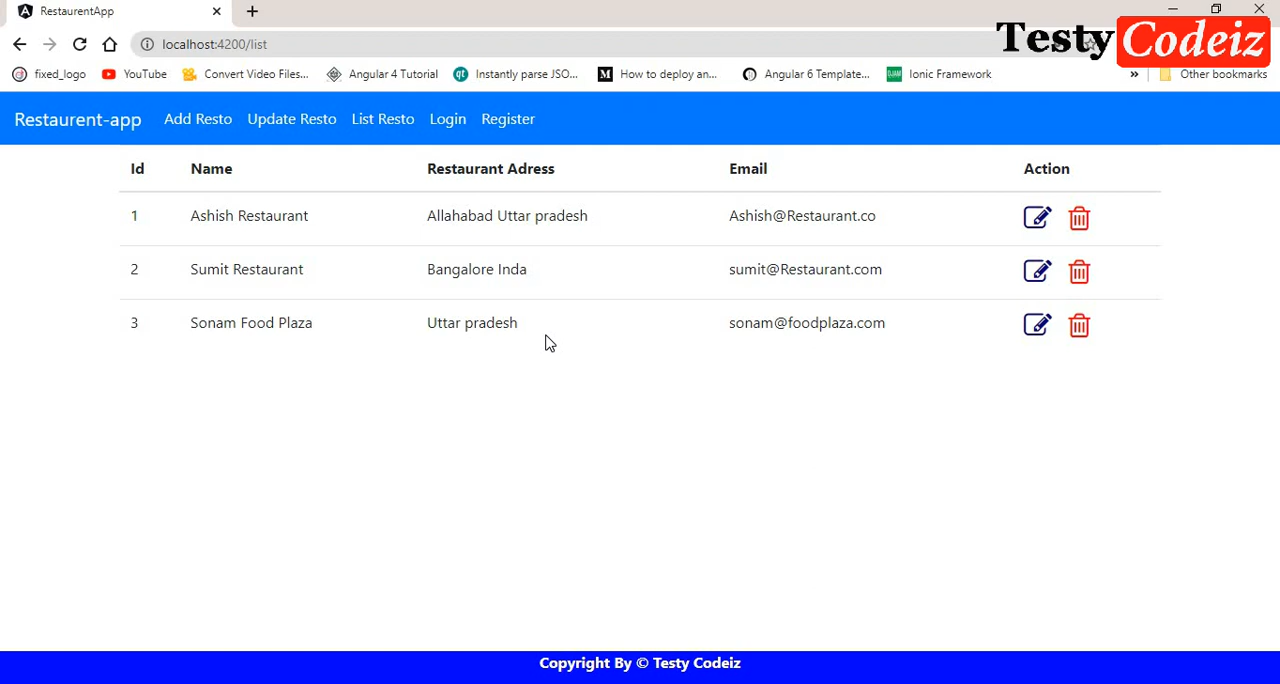 RestaurentApp
localhost:4200/list
Testy Codeiz
fixed_logo YouTube Convert Video Files... Angular 4 Tutorial qt Instantly parse JSO... M How to deploy an... Angular 6 Template... Ionic Framework » Other bookmarks
Restaurent-app Add Resto Update Resto List Resto Login Register
Id Name Restaurant Adress Email Action
1 Ashish Restaurant Allahabad Uttar pradesh Ashish@Restaurant.co
2 Sumit Restaurant Bangalore Inda sumit@Restaurant.com
3 Sonam Food Plaza Uttar pradesh sonam@foodplaza.com
Copyright By © Testy Codeiz